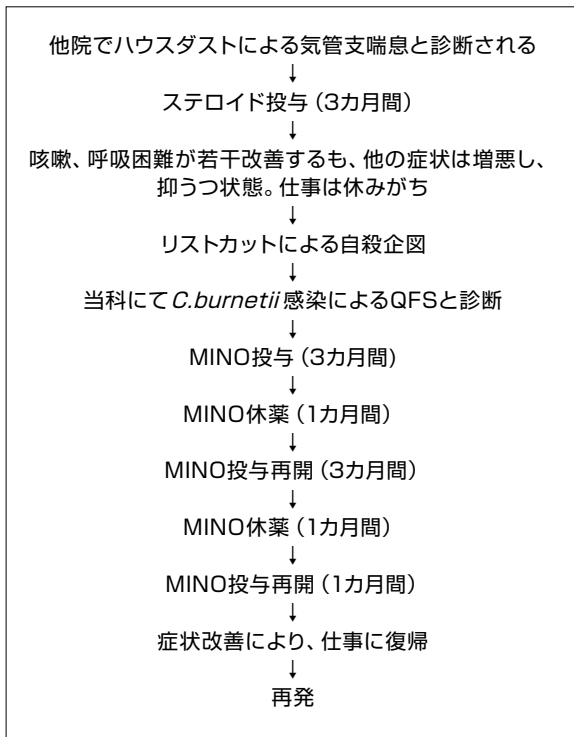 他院でハウスダストによる気管支喘息と診断される
↓
ステロイド投与（3カ月間）
↓
咳嗽、呼吸困難が若干改善するも、他の症状は増悪し、
抑うつ状態。仕事は休みがち
↓
リストカットによる自殺企図
↓
当科にてC.burnetii感染によるQFSと診断
↓
MINO投与（3カ月間）
↓
MINO休薬（1カ月間）
↓
MINO投与再開（3カ月間）
↓
MINO休薬（1カ月間）
↓
MINO投与再開（1カ月間）
↓
症状改善により、仕事に復帰
↓
再発